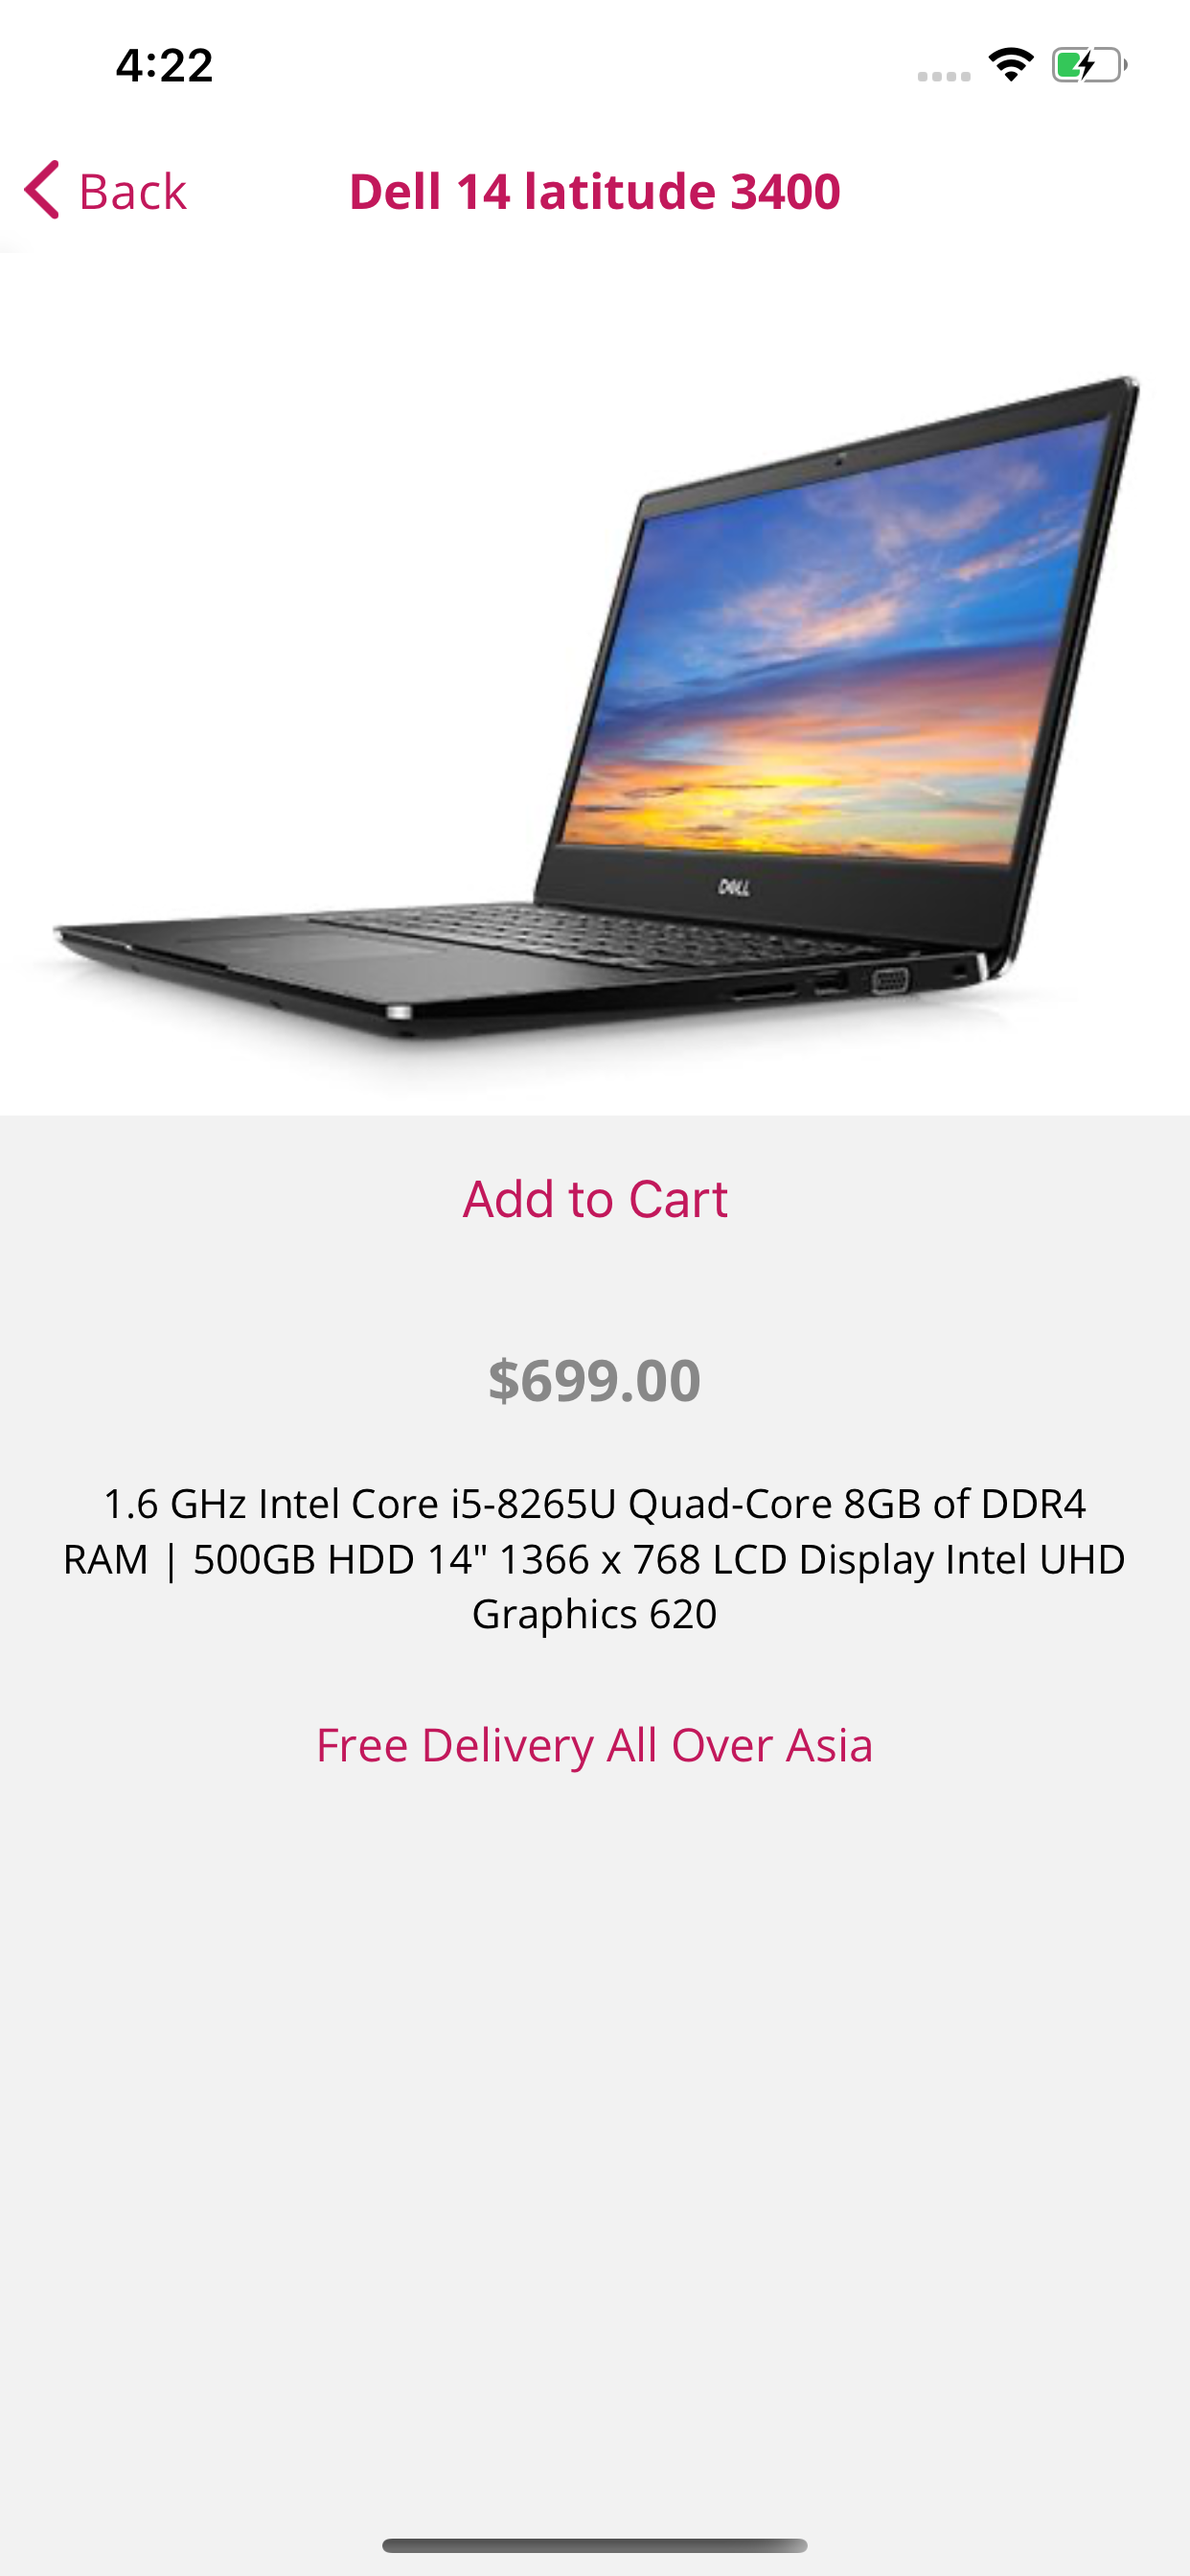 4:22
Back
Dell 14 latitude 3400
DELL
Add to Cart
$699.00
1.6 GHz Intel Core i5-8265U Quad-Core 8GB of DDR4
RAM | 500GB HDD 14" 1366 x 768 LCD Display Intel UHD
Graphics 620
Free Delivery All Over Asia